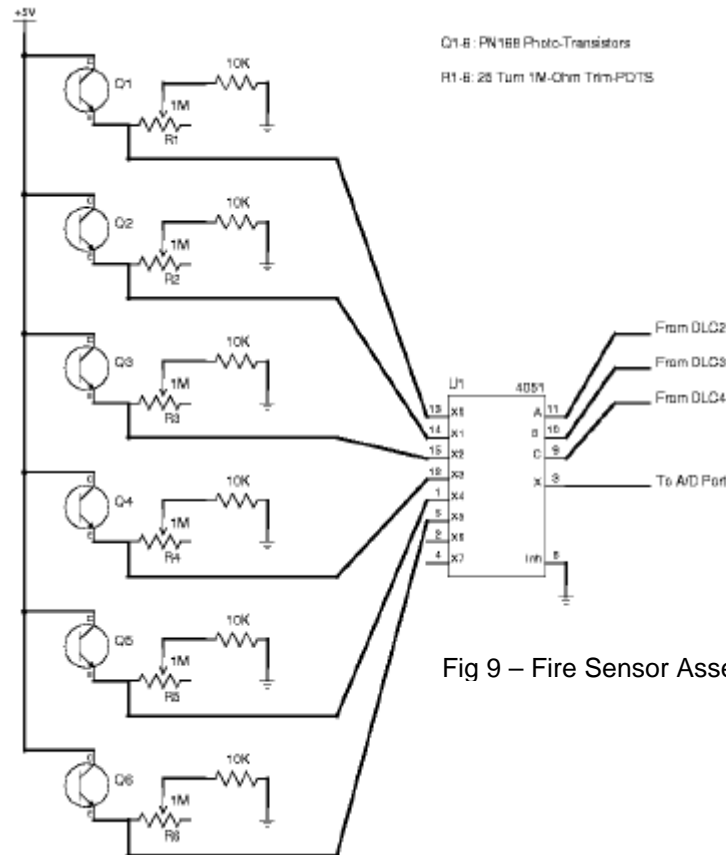 +5V
Q1-6: PN168 Photo-Transistors
R1-6: 25 Turn 1M-Ohm Trim-POTS
Q1
10K
1M
R1
Q2
10K
1M
R2
Q3
10K
1M
R3
Q4
10K
1M
R4
Q5
10K
1M
R5
Q6
10K
1M
R6
U1
4051
13 X0
14 X1
15 X2
12 X3
1 X4
5 X5
2 X6
4 X7
A 11
B 10
C 9
X 3
Inh 6
From DLC2
From DLC3
From DLC4
To A/D Port
Fig 9 – Fire Sensor Asse